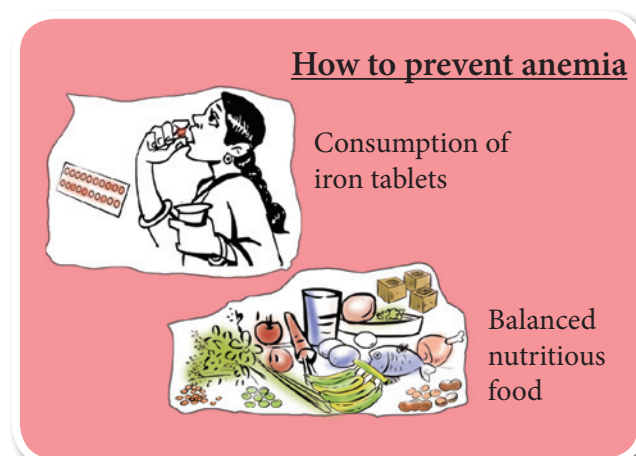 How to prevent anemia
Consumption of
iron tablets
Balanced
nutritious
food